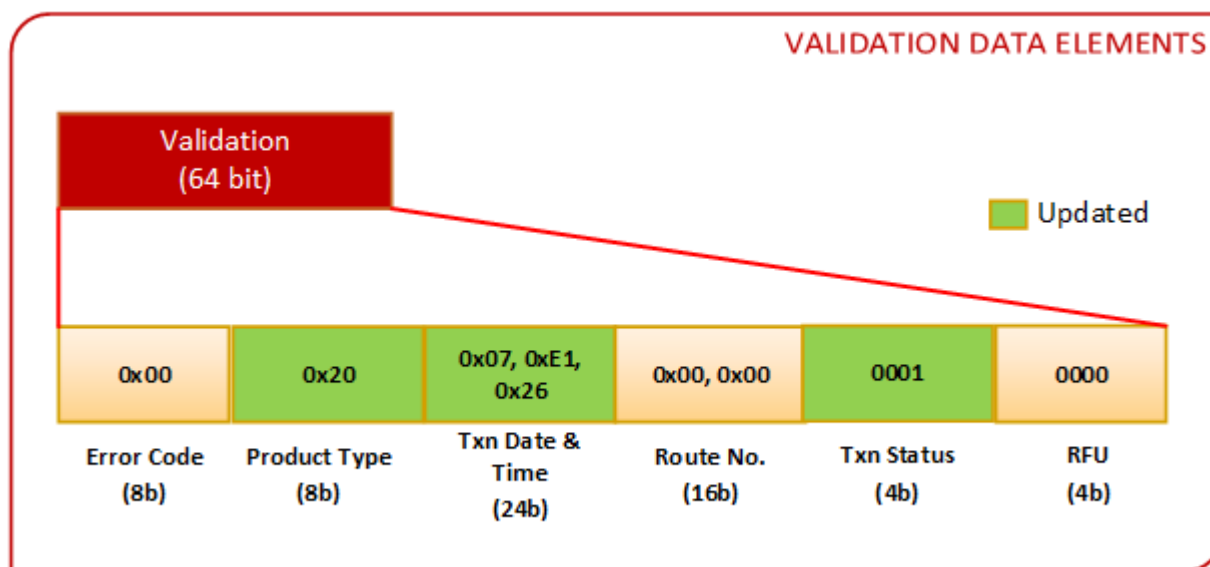 VALIDATION DATA ELEMENTS
Validation
(64 bit)
Updated
0x00
0x20
0x07, 0xE1,
0x26
0x00, 0x00
0001
0000
Error Code
(8b)
Product Type
(8b)
Txn Date &
Time
(24b)
Route No.
(16b)
Txn Status
(4b)
RFU
(4b)